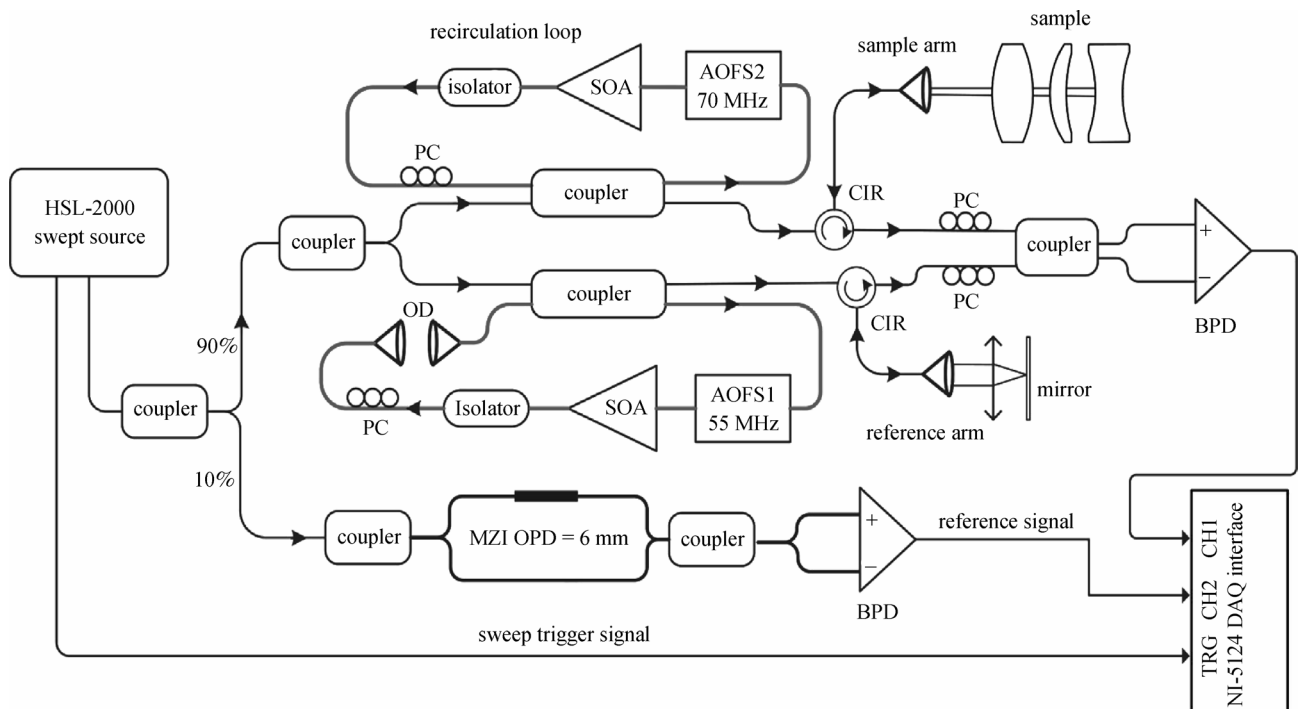 sample
recirculation loop
sample arm
isolator
SOA
AOFS2
70 MHz
PC
coupler
CIR
PC
HSL-2000
swept source
coupler
coupler
+
−
BPD
coupler
PC
CIR
OD
90%
mirror
AOFS1
55 MHz
SOA
Isolator
PC
reference arm
coupler
10%
coupler
MZI OPD = 6 mm
coupler
+
−
BPD
reference signal
sweep trigger signal
TRG CH2 CH1
NI-5124 DAQ interface